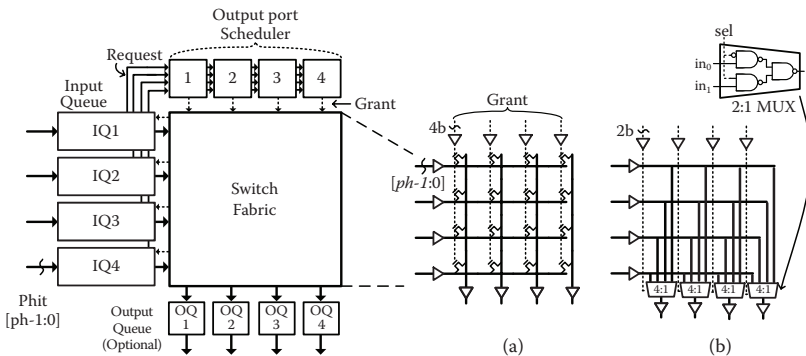 Output port
Scheduler
Request
Input
Queue
1
2
3
4
Grant
IQ1
IQ2
IQ3
IQ4
Switch
Fabric
Phit
[ph-1:0]
Output
Queue
(Optional)
OQ
1
OQ
2
OQ
3
OQ
4
Grant
4b
[ph-1:0]
(a)
sel
in0
in1
2:1 MUX
2b
4:1
4:1
4:1
4:1
(b)